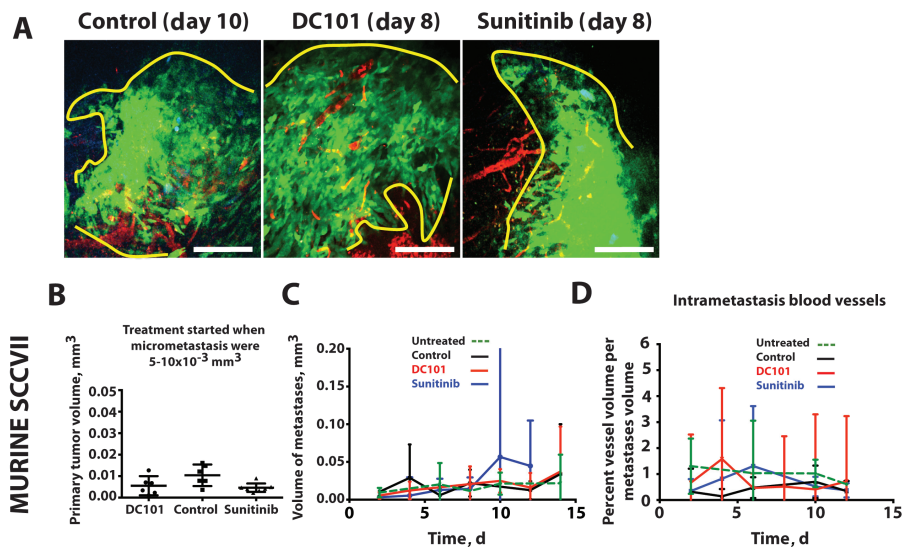 A
Control (day 10)
DC101 (day 8)
Sunitinib (day 8)
MURINE SCCVII
B
Treatment started when
micrometastasis were
5-10x10⁻³ mm³
Primary tumor volume, mm³
0.05
0.04
0.03
0.02
0.01
0.00
DC101
Control
Sunitinib
C
Volume of metastases, mm³
0.20
0.15
0.10
0.05
0.00
Untreated
Control
DC101
Sunitinib
0
5
10
15
Time, d
D
Intrametastasis blood vessels
Percent vessel volume per
metastases volume
6
5
4
3
2
1
0
Untreated
Control
DC101
Sunitinib
0
5
10
15
Time, d